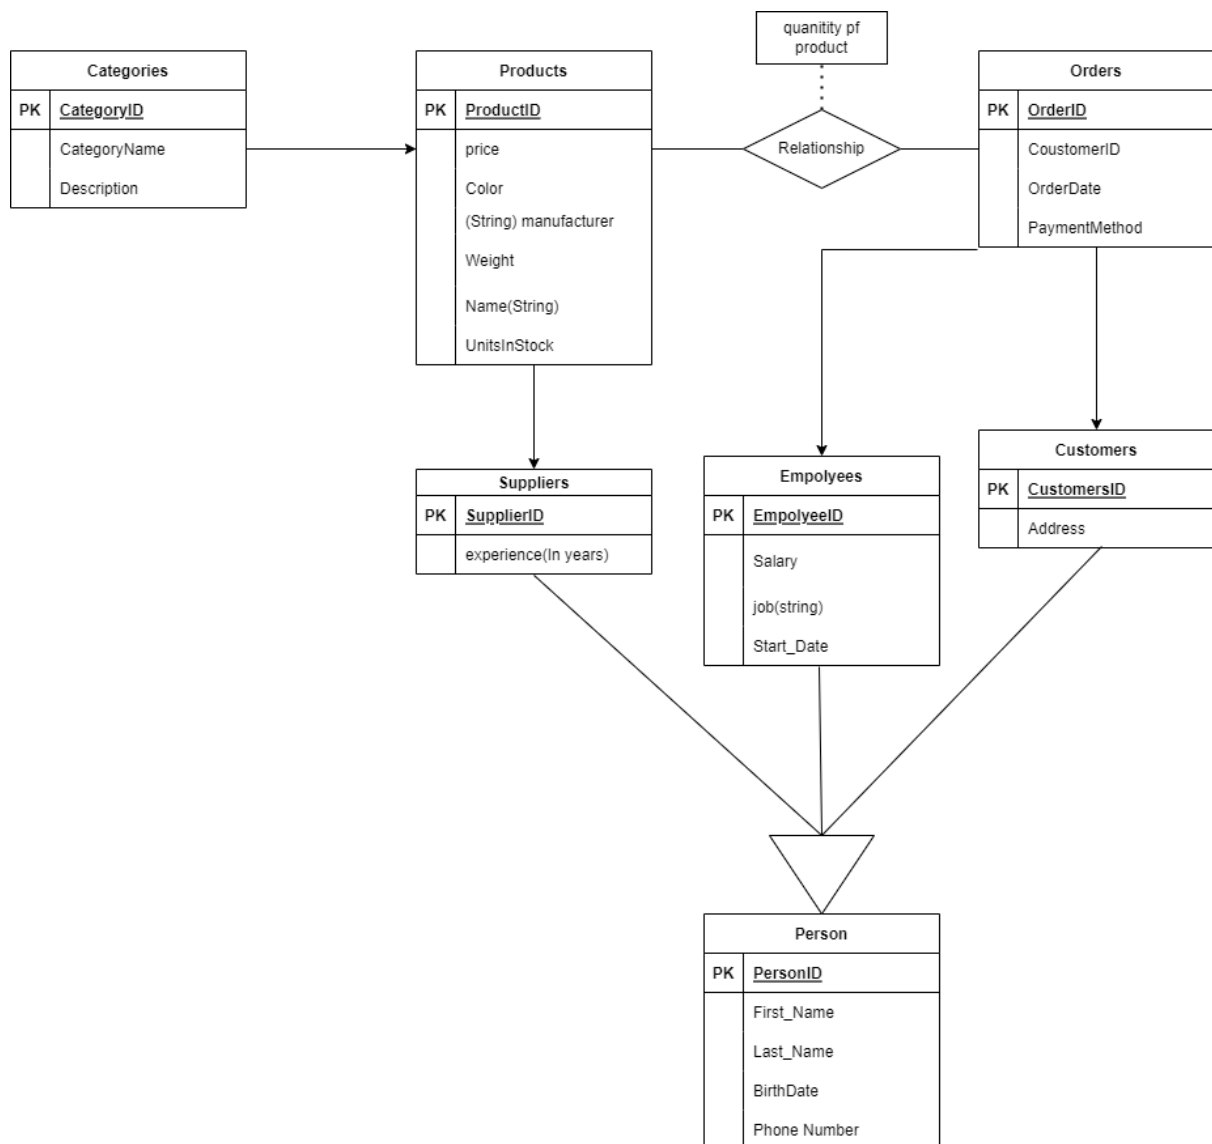 quanitity pf
product
Categories
PK CategoryID
CategoryName
Description
Products
PK ProductID
price
Color
(String) manufacturer
Weight
Name(String)
UnitsInStock
Relationship
Orders
PK OrderID
CoustomerID
OrderDate
PaymentMethod
Suppliers
PK SupplierID
experience(In years)
Empolyees
PK EmpolyeeID
Salary
job(string)
Start_Date
Customers
PK CustomersID
Address
Person
PK PersonID
First_Name
Last_Name
BirthDate
Phone Number